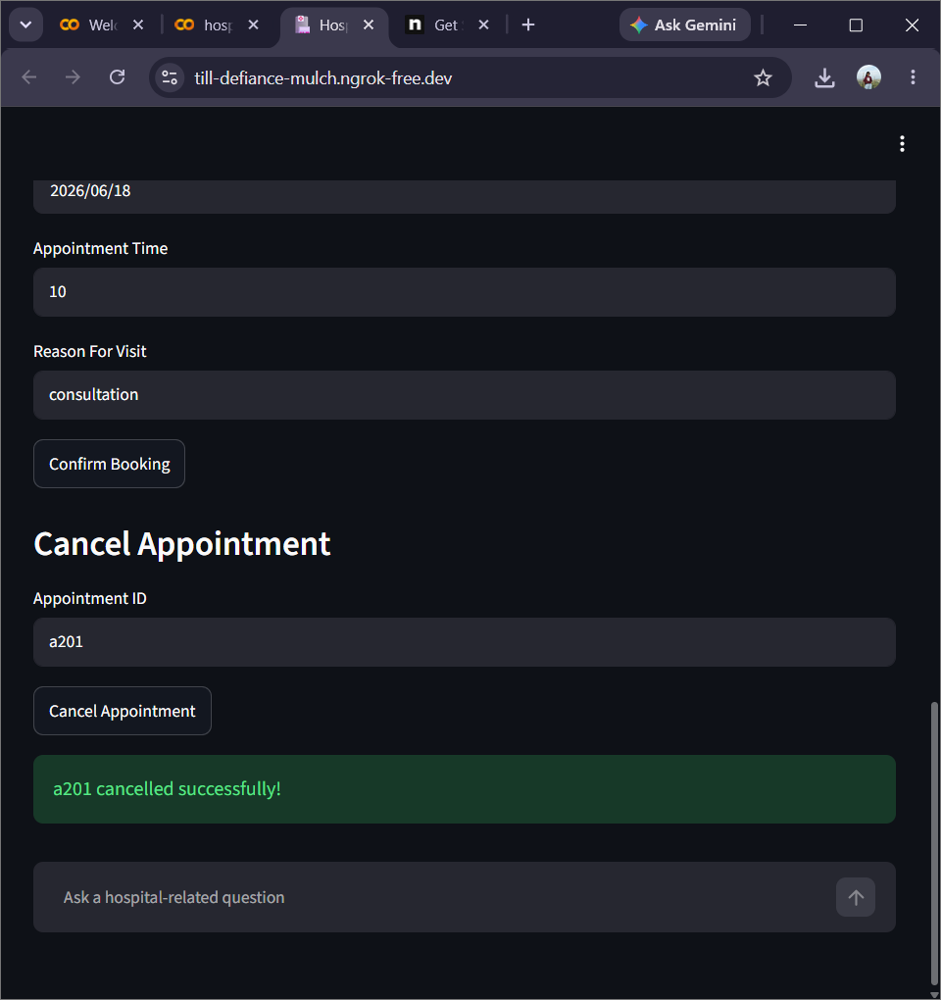 Wel
hosp
Hosp
Get
Ask Gemini
till-defiance-mulch.ngrok-free.dev
2026/06/18
Appointment Time
10
Reason For Visit
consultation
Confirm Booking
Cancel Appointment
Appointment ID
a201
Cancel Appointment
a201 cancelled successfully!
Ask a hospital-related question